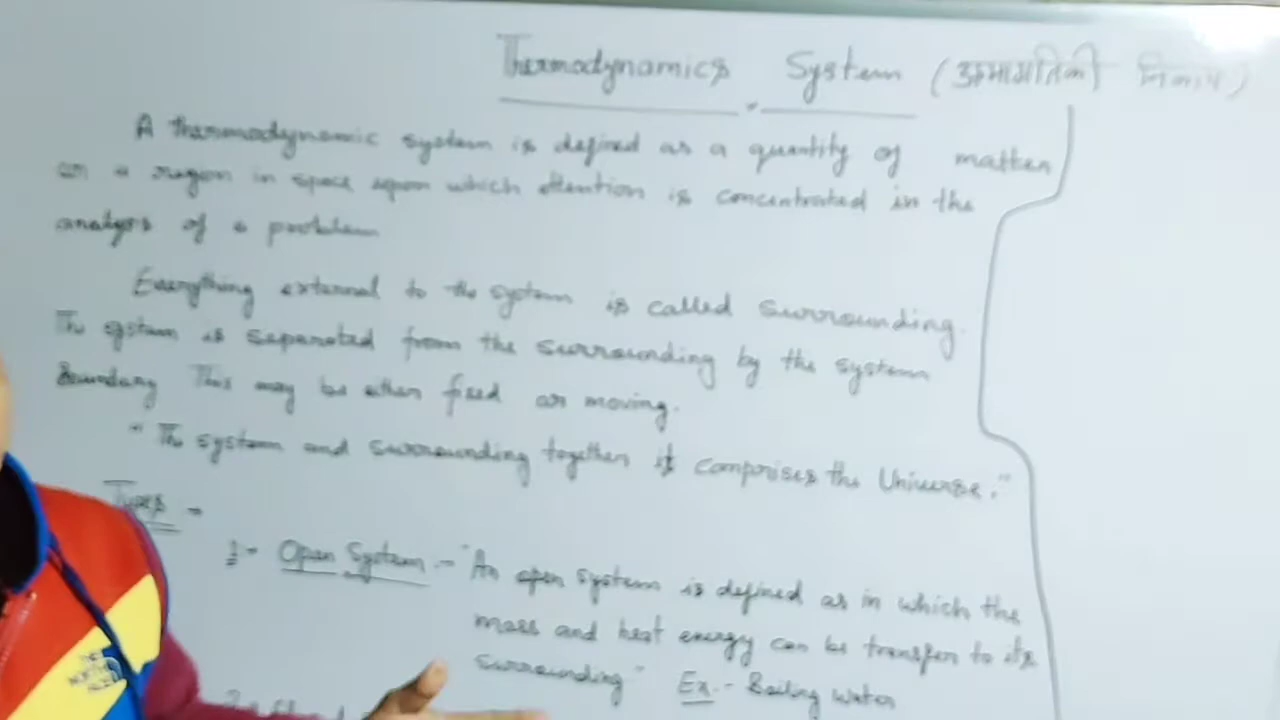 Thermodynamics System (उष्मागतिकी निकाय)
A thermodynamic system is defined as a quantity of matter
or a region in space upon which attention is concentrated in the
analysis of a problem
Everything external to the system is called surrounding.
The system is separated from the surrounding by the system
Boundary This may be either fixed or moving.
"The system and surrounding together it comprises the Universe."
Types -
1- Open System :- "An open system is defined as in which the
mass and heat energy can be transfer to its
surrounding" Ex.- Boiling water